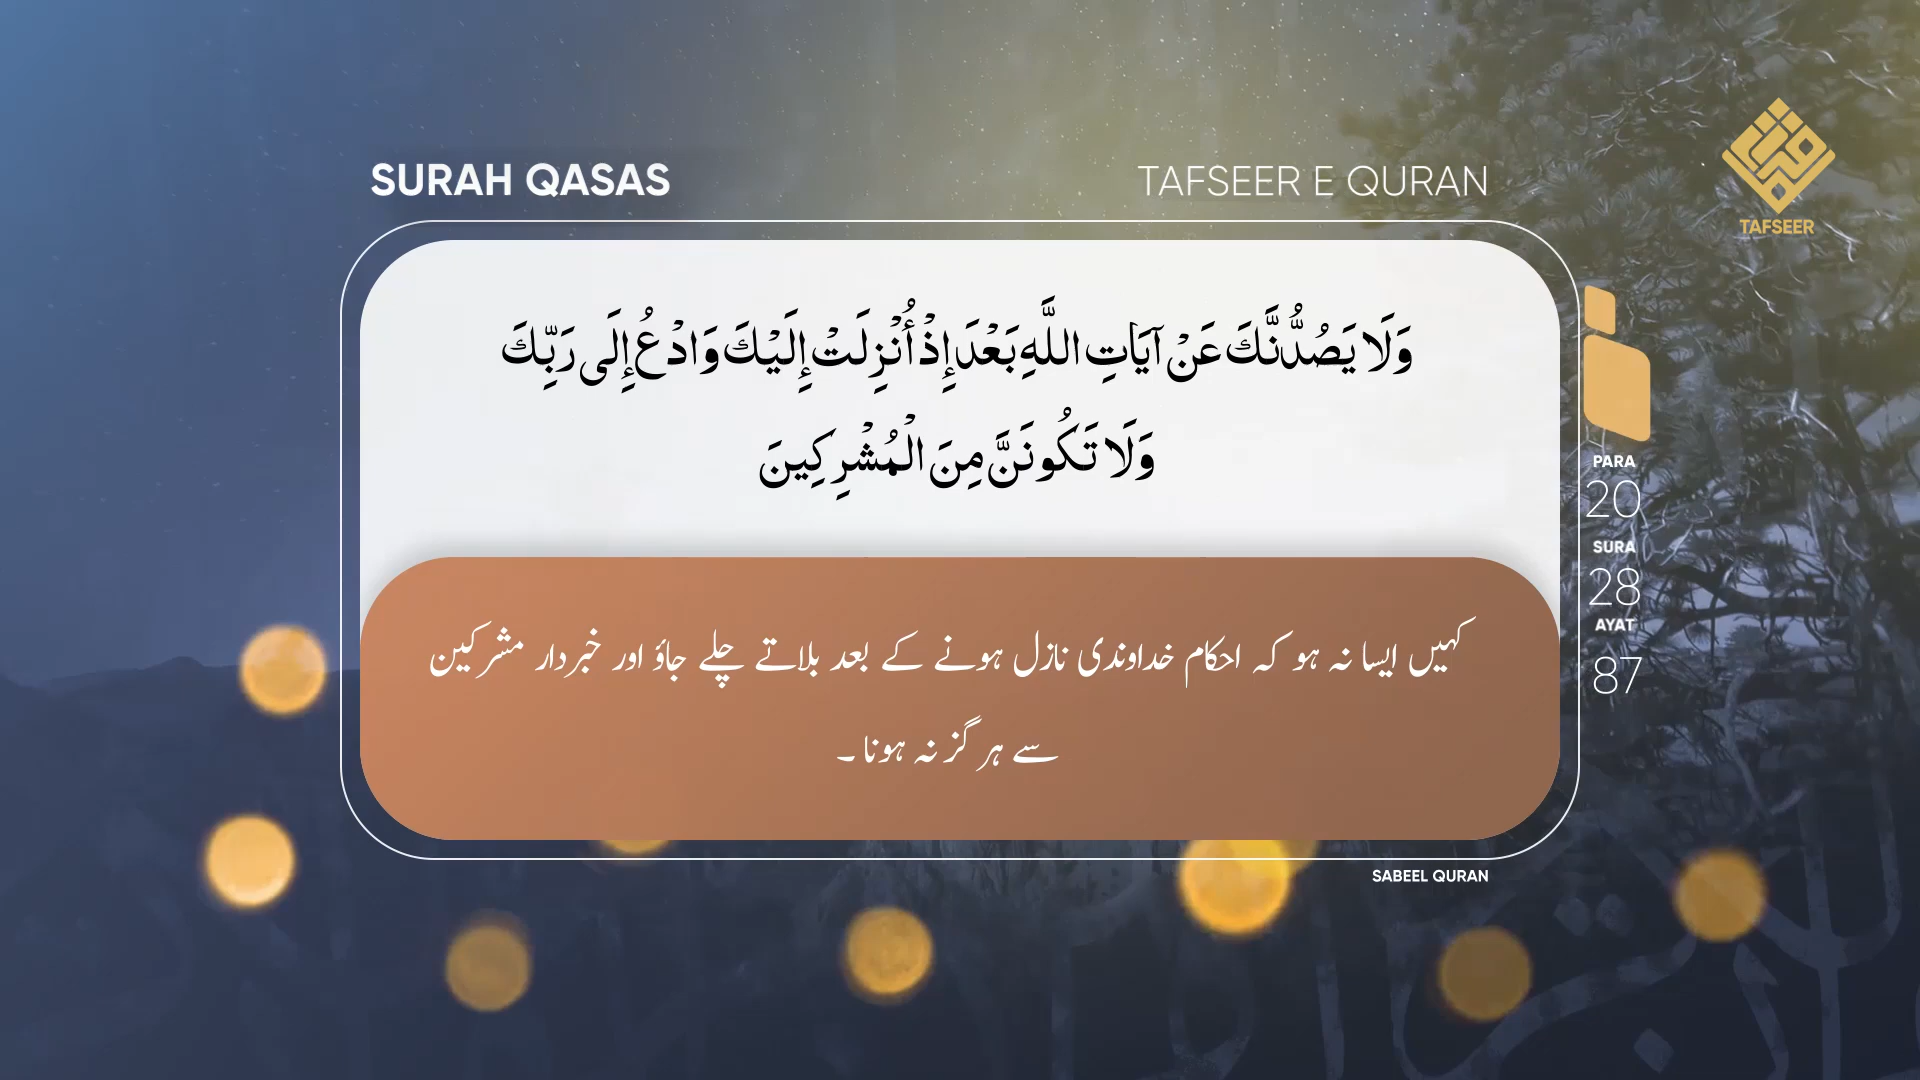 SURAH QASAS
TAFSEER E QURAN
TAFSEER
وَلَا يَصُدُّنَّكَ عَنْ آيَاتِ اللَّهِ بَعْدَ إِذْ أُنْزِلَتْ إِلَيْكَ وَادْعُ إِلَى رَبِّكَ
وَلَا تَكُونَنَّ مِنَ الْمُشْرِكِينَ
کہیں ایسا نہ ہو کہ احکام خداوندی نازل ہونے کے بعد بلاتے چلے جاؤ اور خبردار مشرکین
سے ہر گز نہ ہونا ۔
PARA
20
SURA
28
AYAT
87
SABEEL QURAN